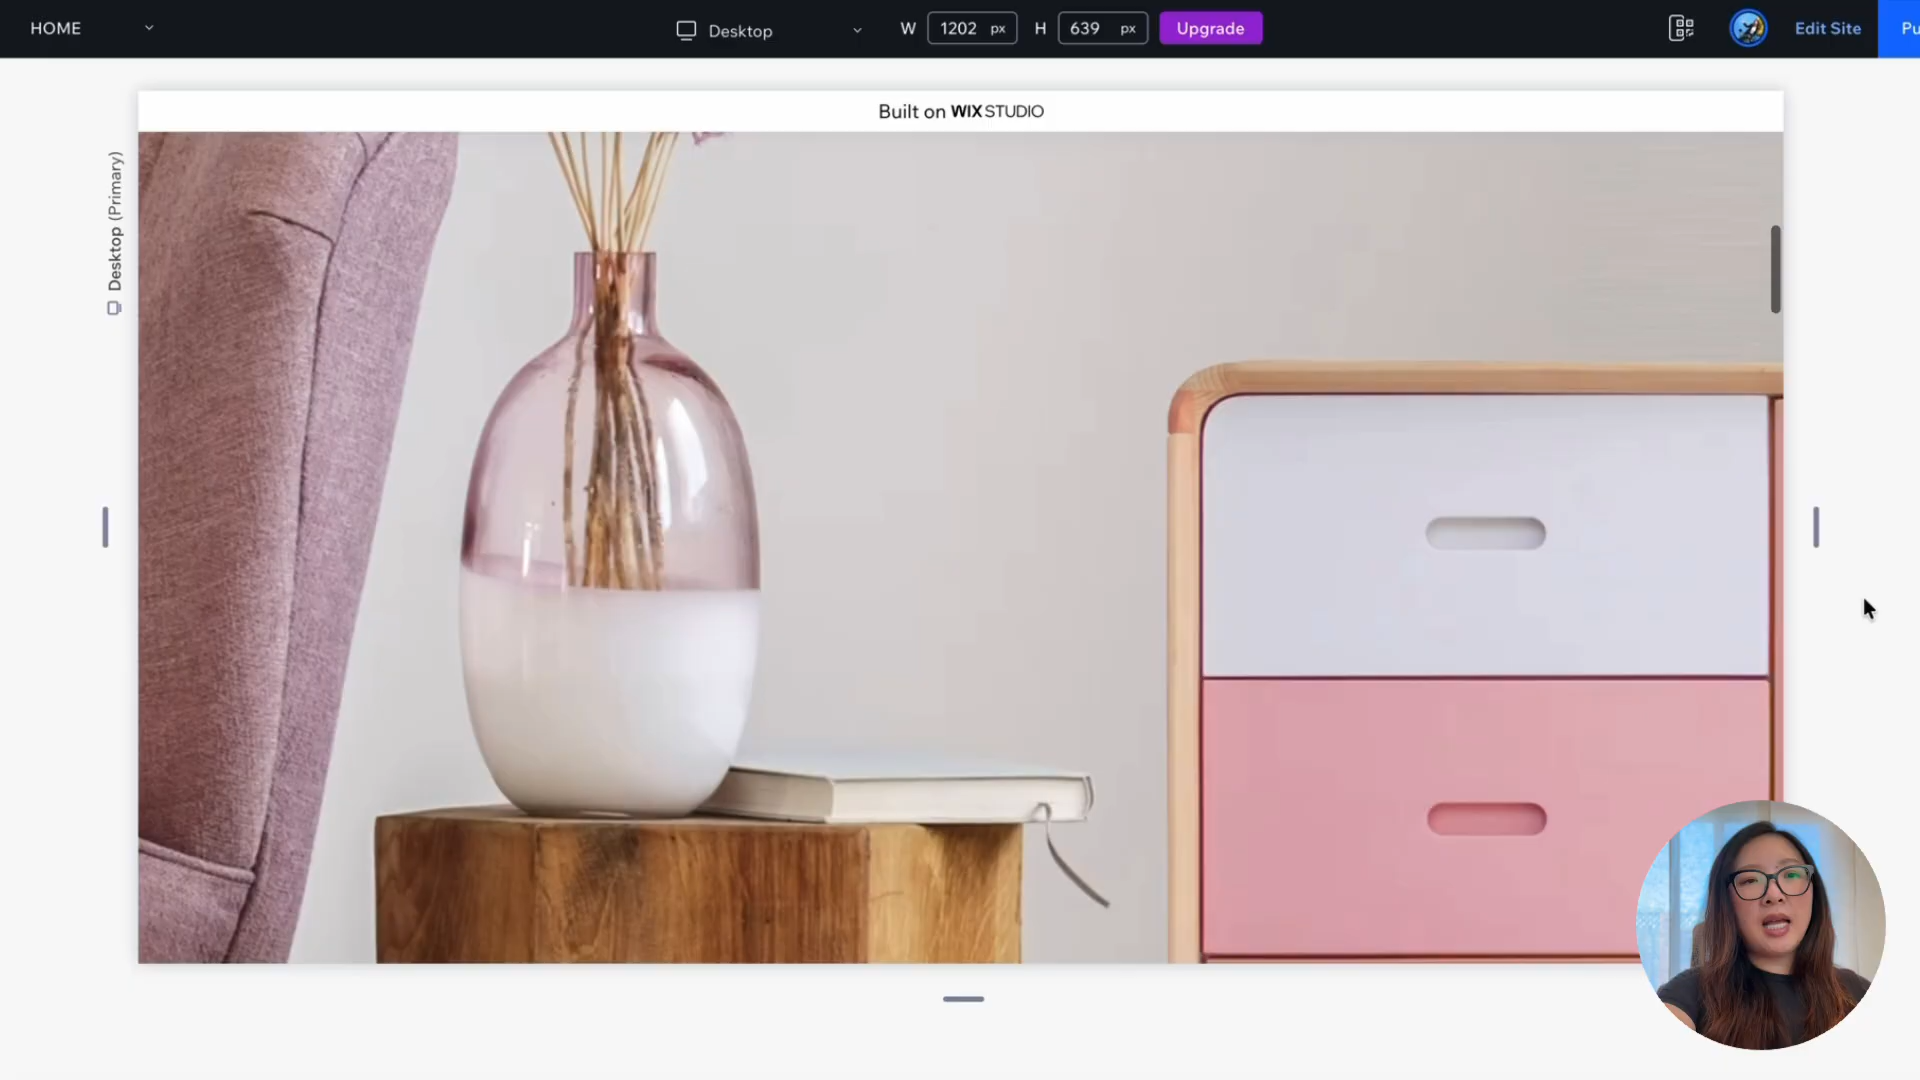 HOME
Desktop
W 1202 px H 639 px Upgrade
Edit Site
Pu
Built on WIX STUDIO
Desktop (Primary)